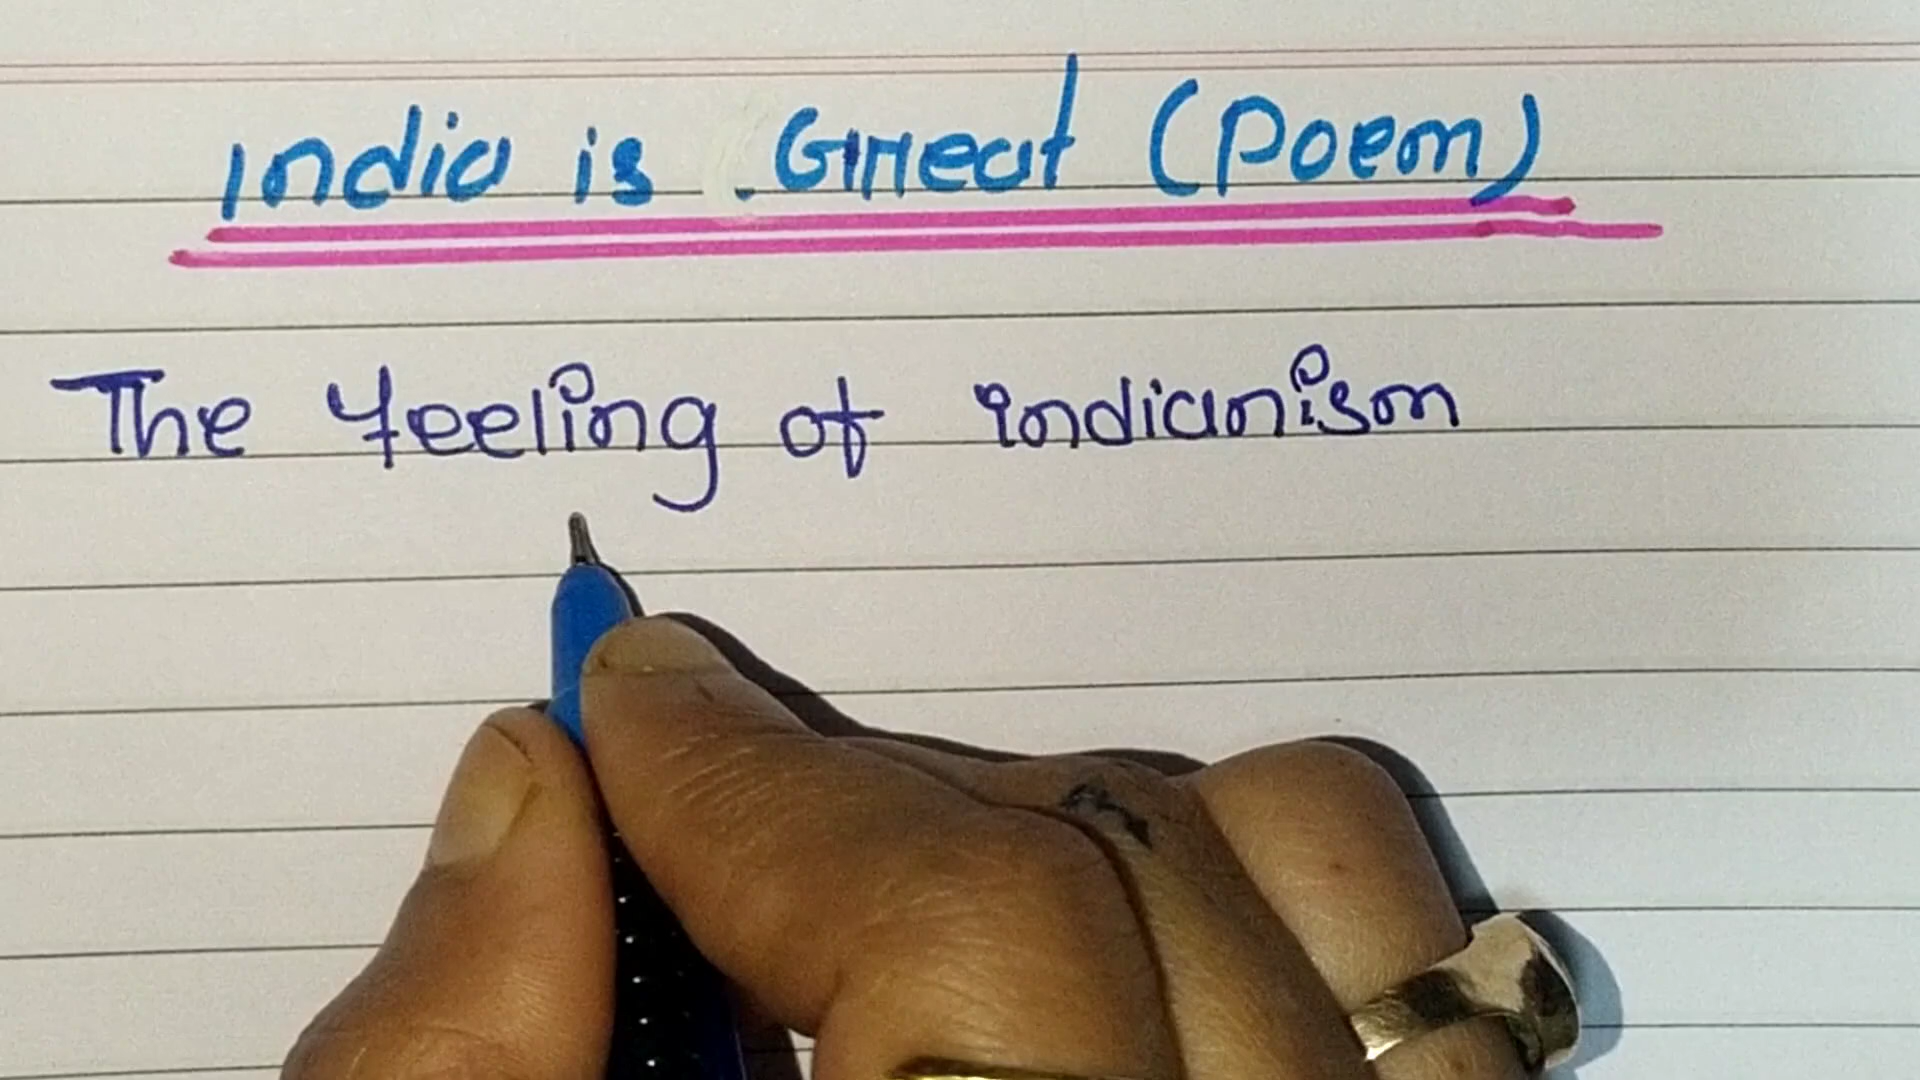 India is Great (Poem)
The feeling of indianism